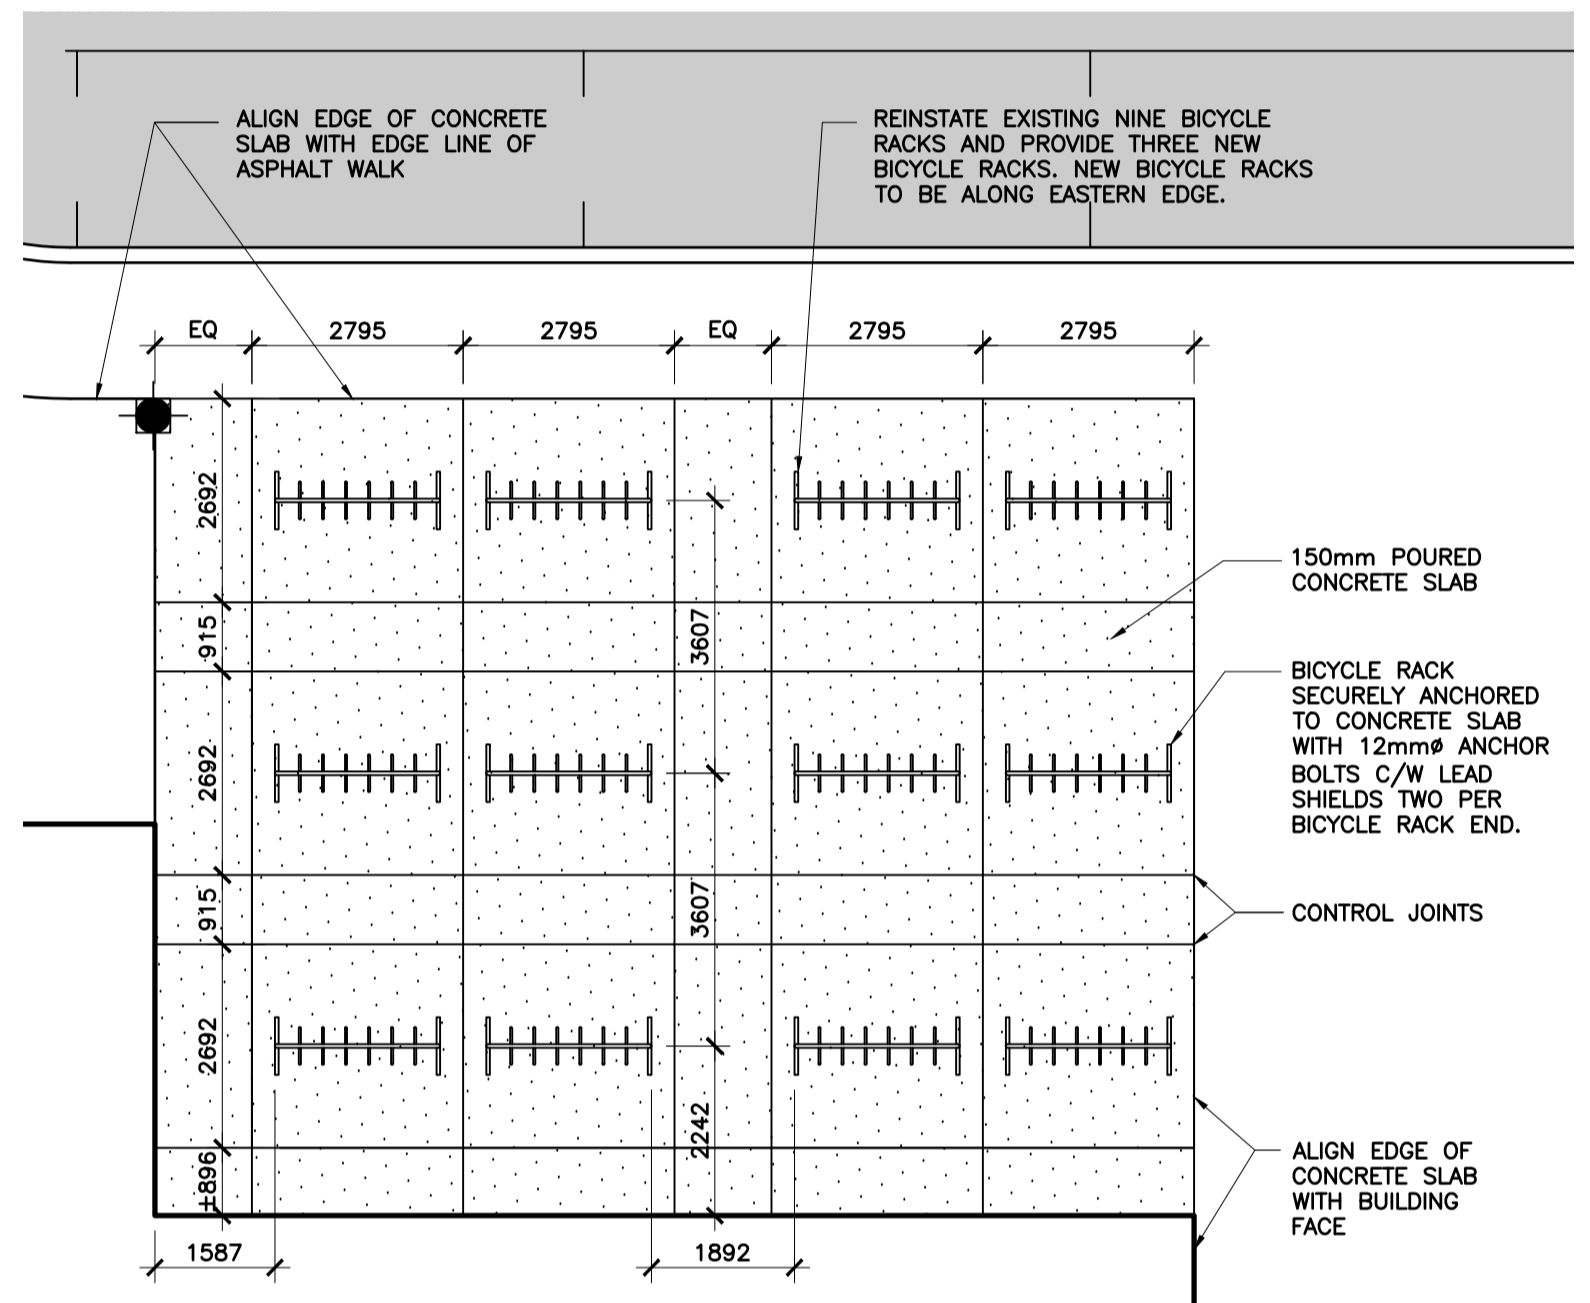 ALIGN EDGE OF CONCRETE
SLAB WITH EDGE LINE OF
ASPHALT WALK
REINSTATE EXISTING NINE BICYCLE
RACKS AND PROVIDE THREE NEW
BICYCLE RACKS. NEW BICYCLE RACKS
TO BE ALONG EASTERN EDGE.
EQ
2795
2795
EQ
2795
2795
2692
915
2692
915
2692
±896
3607
3607
2242
1587
1892
150mm POURED
CONCRETE SLAB
BICYCLE RACK
SECURELY ANCHORED
TO CONCRETE SLAB
WITH 12mmø ANCHOR
BOLTS C/W LEAD
SHIELDS TWO PER
BICYCLE RACK END.
CONTROL JOINTS
ALIGN EDGE OF
CONCRETE SLAB
WITH BUILDING
FACE